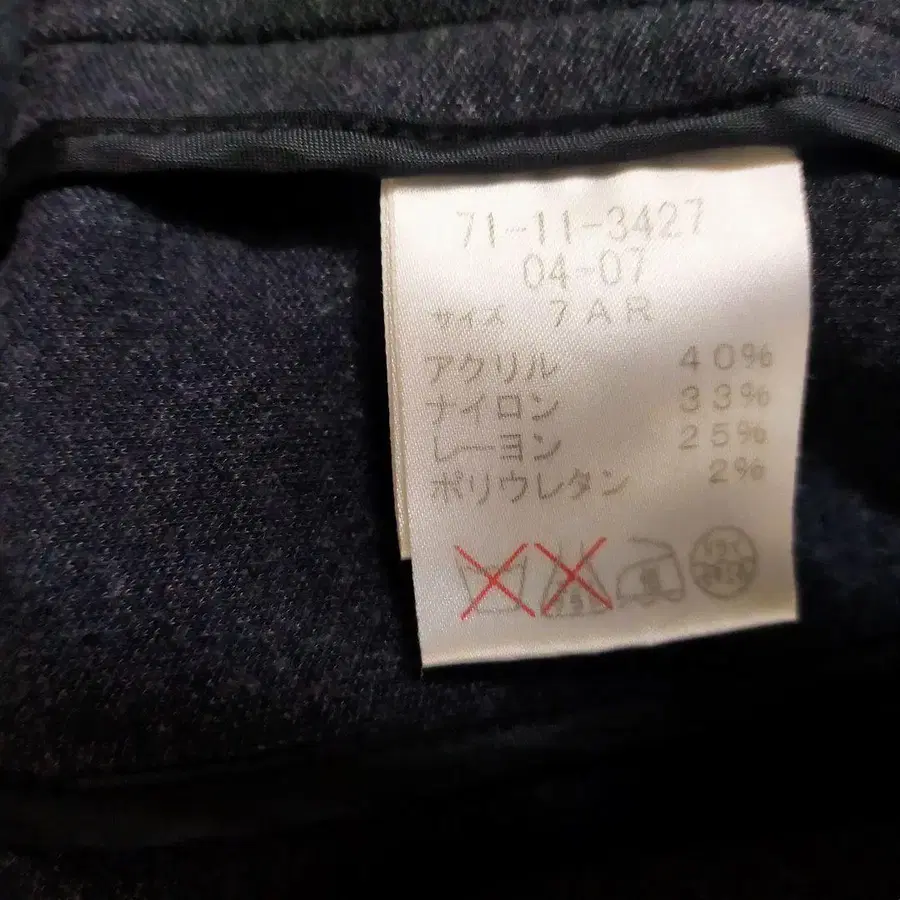 71-11-3427
04-07
サイズ 7AR
アクリル 40%
ナイロン 33%
レーヨン 25%
ポリウレタン 2%